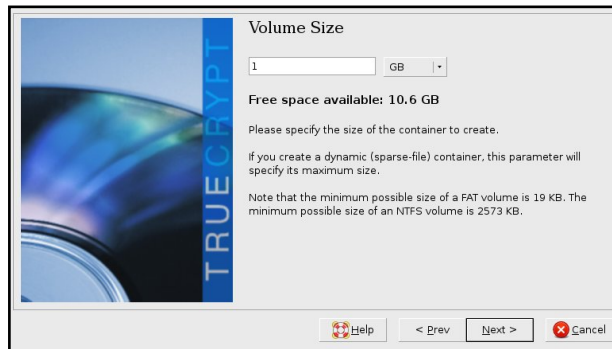 Volume Size
1 GB
Free space available: 10.6 GB
Please specify the size of the container to create.
If you create a dynamic (sparse-file) container, this parameter will
specify its maximum size.
Note that the minimum possible size of a FAT volume is 19 KB. The
minimum possible size of an NTFS volume is 2573 KB.
TRUECRYPT
Help < Prev Next > Cancel